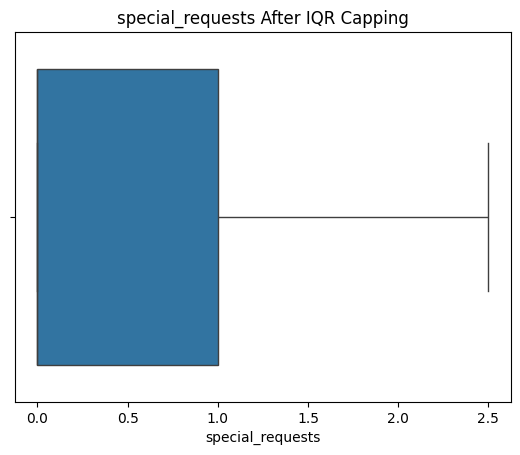 special_requests After IQR Capping
0.0 0.5 1.0 1.5 2.0 2.5
special_requests